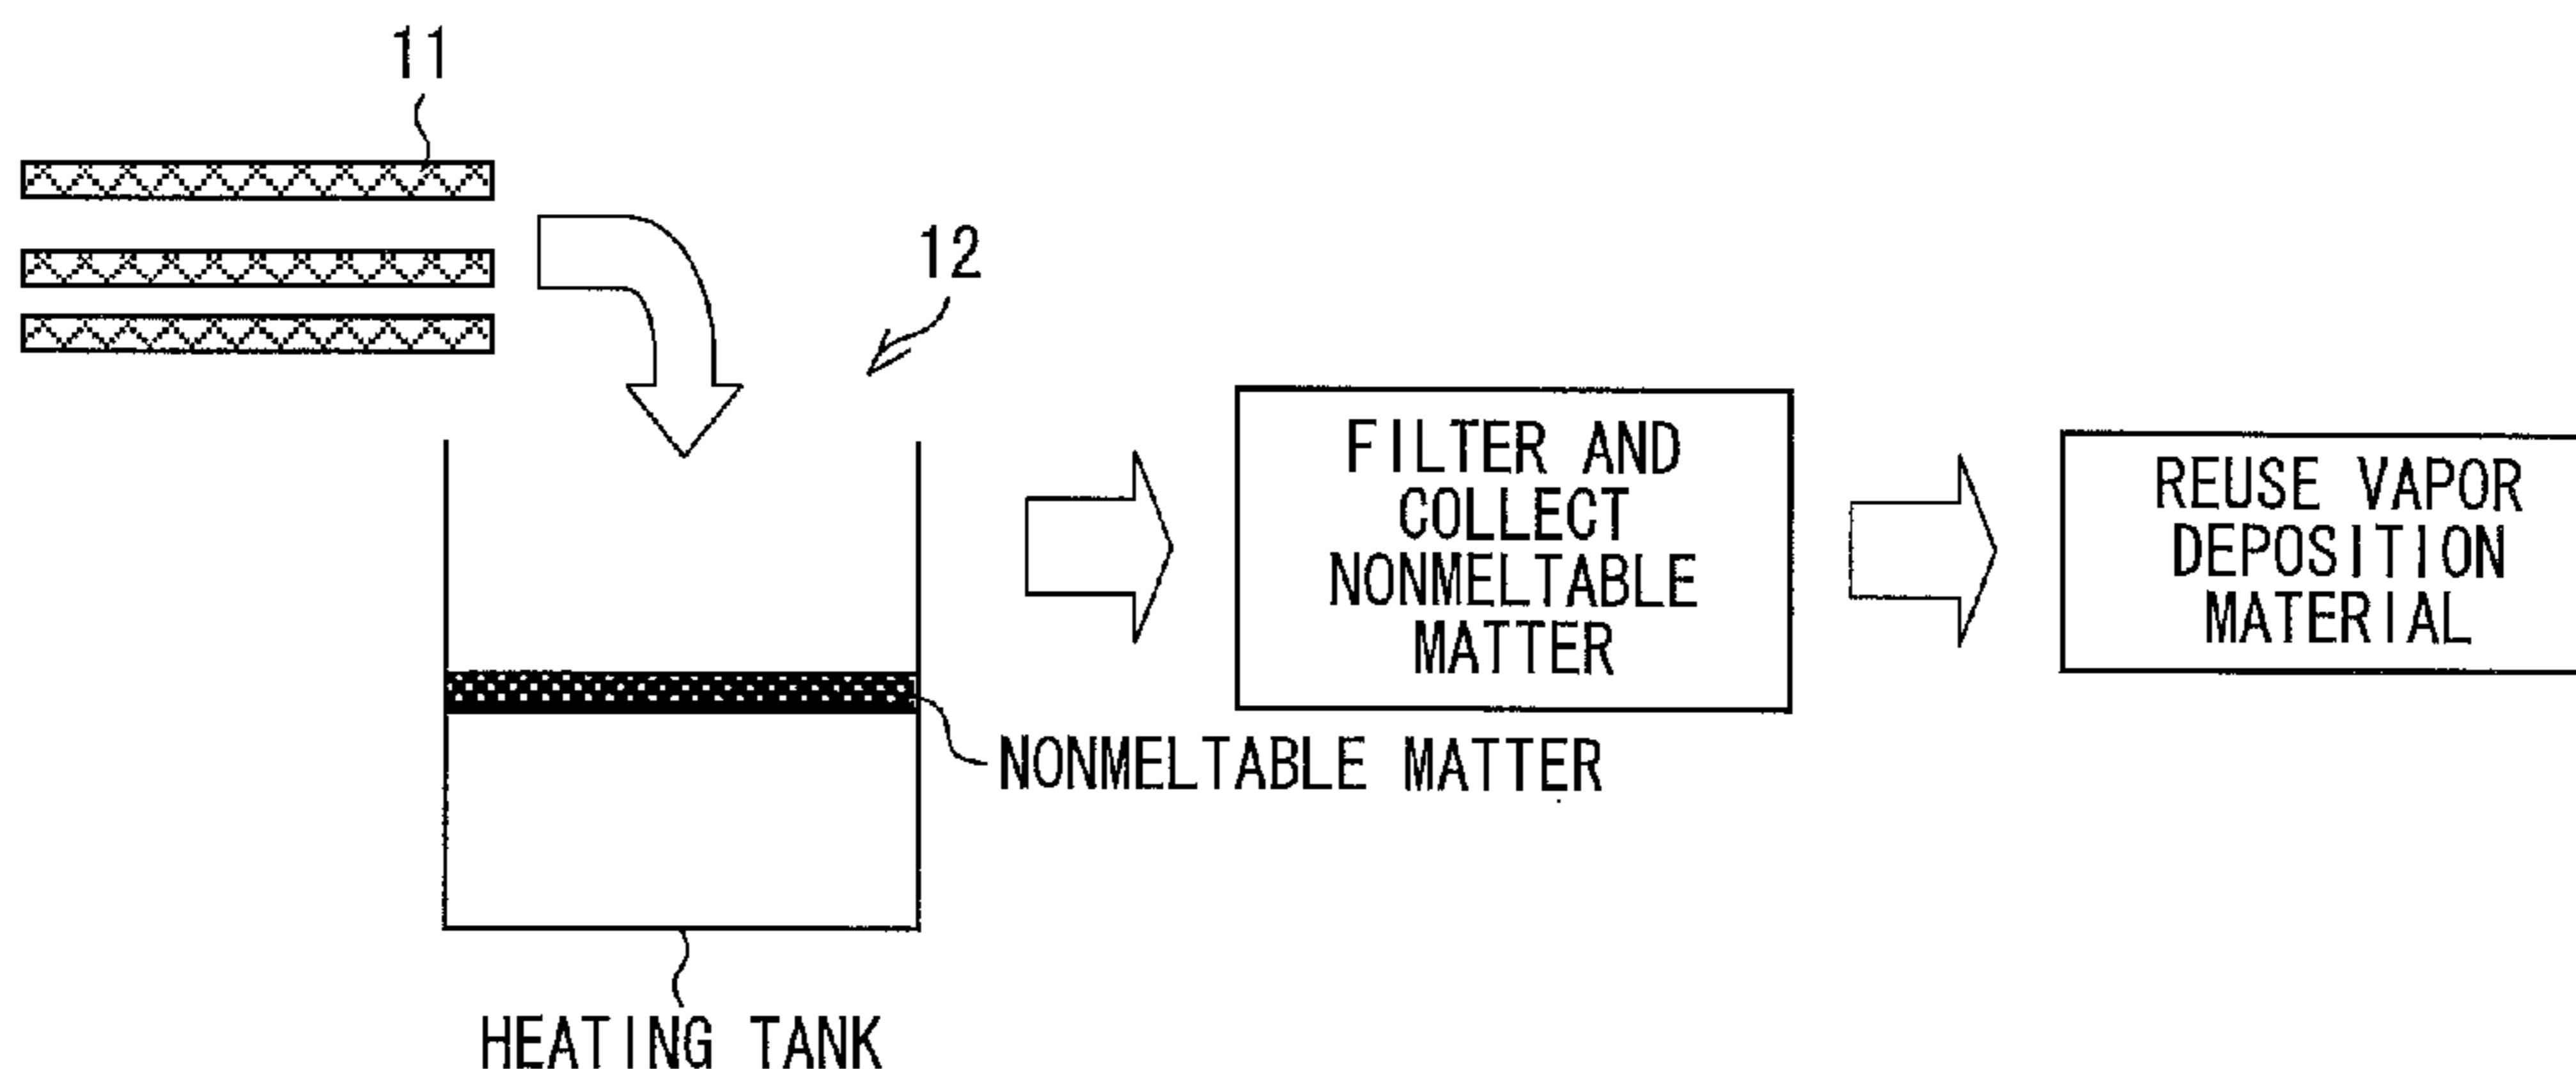 11
12
FILTER AND
COLLECT
NONMELTABLE
MATTER
REUSE VAPOR
DEPOSITION
MATERIAL
NONMELTABLE MATTER
HEATING TANK